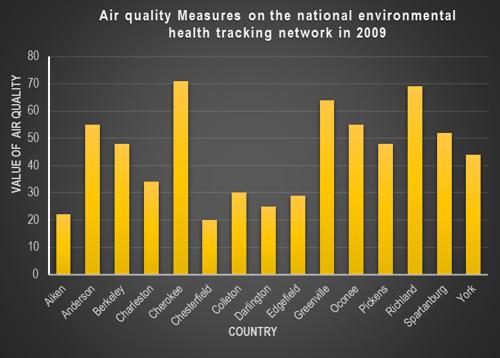 Air quality Measures on the national environmental
health tracking network in 2009
VALUE OF AIR QUALITY
80
70
60
50
40
30
20
10
0
Aiken
Anderson
Berkeley
Charleston
Cherokee
Chesterfield
Colleton
Darlington
Edgefield
Greenville
Oconee
Pickens
Richland
Spartanburg
York
COUNTRY